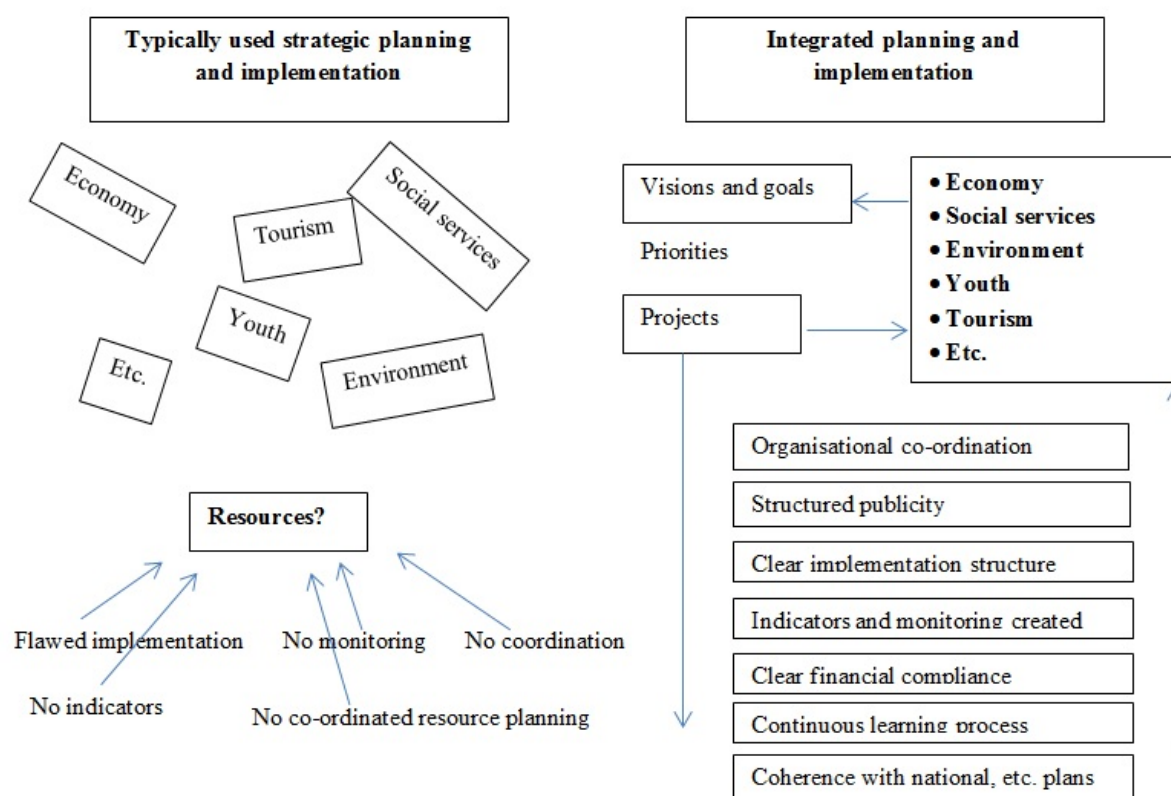 Typically used strategic planning
and implementation
Economy
Tourism
Social services
Youth
Etc.
Environment
Resources?
Flawed implementation
No monitoring
No coordination
No indicators
No co-ordinated resource planning
Integrated planning and
implementation
Visions and goals
Priorities
Projects
• Economy
• Social services
• Environment
• Youth
• Tourism
• Etc.
Organisational co-ordination
Structured publicity
Clear implementation structure
Indicators and monitoring created
Clear financial compliance
Continuous learning process
Coherence with national, etc. plans